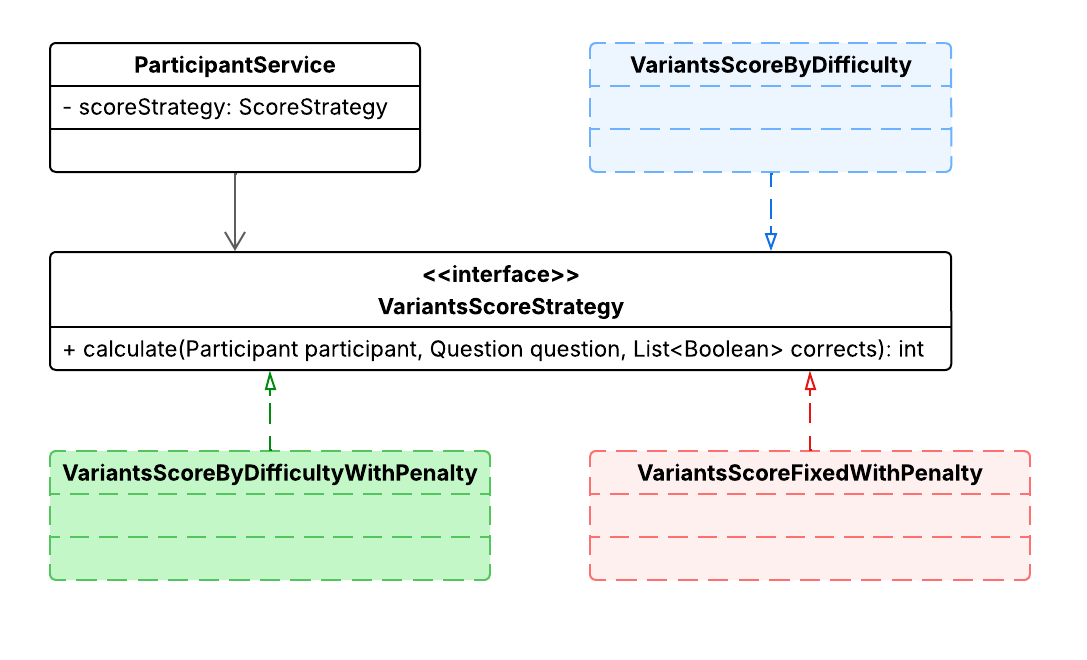 ParticipantService
- scoreStrategy: ScoreStrategy
VariantsScoreByDifficulty
<<interface>>
VariantsScoreStrategy
+ calculate(Participant participant, Question question, List<Boolean> corrects): int
VariantsScoreByDifficultyWithPenalty
VariantsScoreFixedWithPenalty